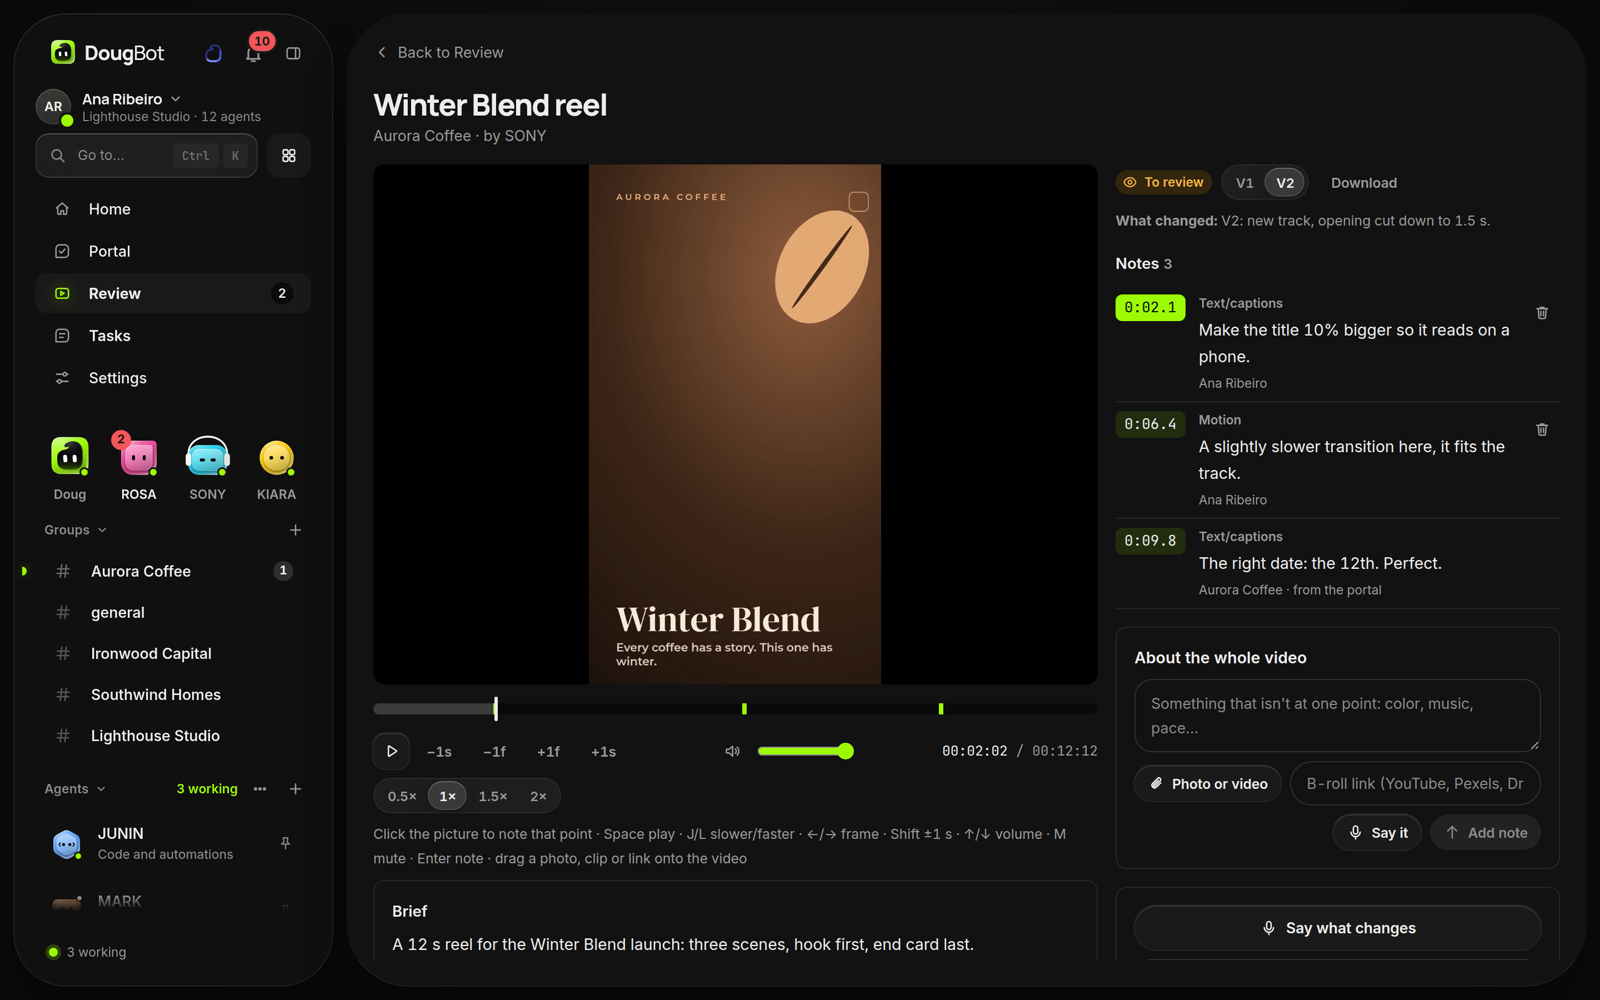 DougBot
10
AR
Ana Ribeiro
Lighthouse Studio · 12 agents
Go to...
Ctrl
K
Home
Portal
Review
2
Tasks
Settings
2
Doug
ROSA
SONY
KIARA
Groups
# Aurora Coffee
1
# general
# Ironwood Capital
# Southwind Homes
# Lighthouse Studio
Agents
3 working
JUNIN
Code and automations
MARK
3 working
Back to Review
Winter Blend reel
Aurora Coffee · by SONY
AURORA COFFEE
Winter Blend
Every coffee has a story. This one has
winter.
−1s
−1f
+1f
+1s
00:02:02 / 00:12:12
0.5×
1×
1.5×
2×
Click the picture to note that point · Space play · J/L slower/faster · ←/→ frame · Shift ±1 s · ↑/↓ volume · M
mute · Enter note · drag a photo, clip or link onto the video
Brief
A 12 s reel for the Winter Blend launch: three scenes, hook first, end card last.
To review
V1
V2
Download
What changed: V2: new track, opening cut down to 1.5 s.
Notes 3
0:02.1
Text/captions
Make the title 10% bigger so it reads on a
phone.
Ana Ribeiro
0:06.4
Motion
A slightly slower transition here, it fits the
track.
Ana Ribeiro
0:09.8
Text/captions
The right date: the 12th. Perfect.
Aurora Coffee · from the portal
About the whole video
Something that isn't at one point: color, music,
pace...
Photo or video
B-roll link (YouTube, Pexels, Dr
Say it
Add note
Say what changes